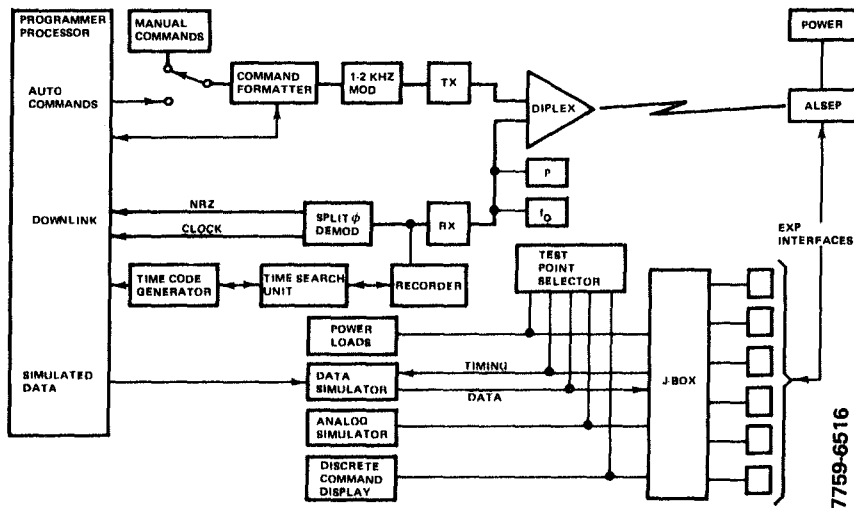 PROGRAMMER
PROCESSOR
MANUAL
COMMANDS
POWER
AUTO
COMMANDS
COMMAND
FORMATTER
1-2 KHZ
MOD
TX
DIPLEX
ALSEP
P
DOWNLINK
NRZ
CLOCK
SPLIT ϕ
DEMOD
RX
fo
EXP
INTERFACES
TIME CODE
GENERATOR
TIME SEARCH
UNIT
RECORDER
TEST
POINT
SELECTOR
POWER
LOADS
SIMULATED
DATA
DATA
SIMULATOR
TIMING
DATA
J-BOX
ANALOG
SIMULATOR
DISCRETE
COMMAND
DISPLAY
7759-6516